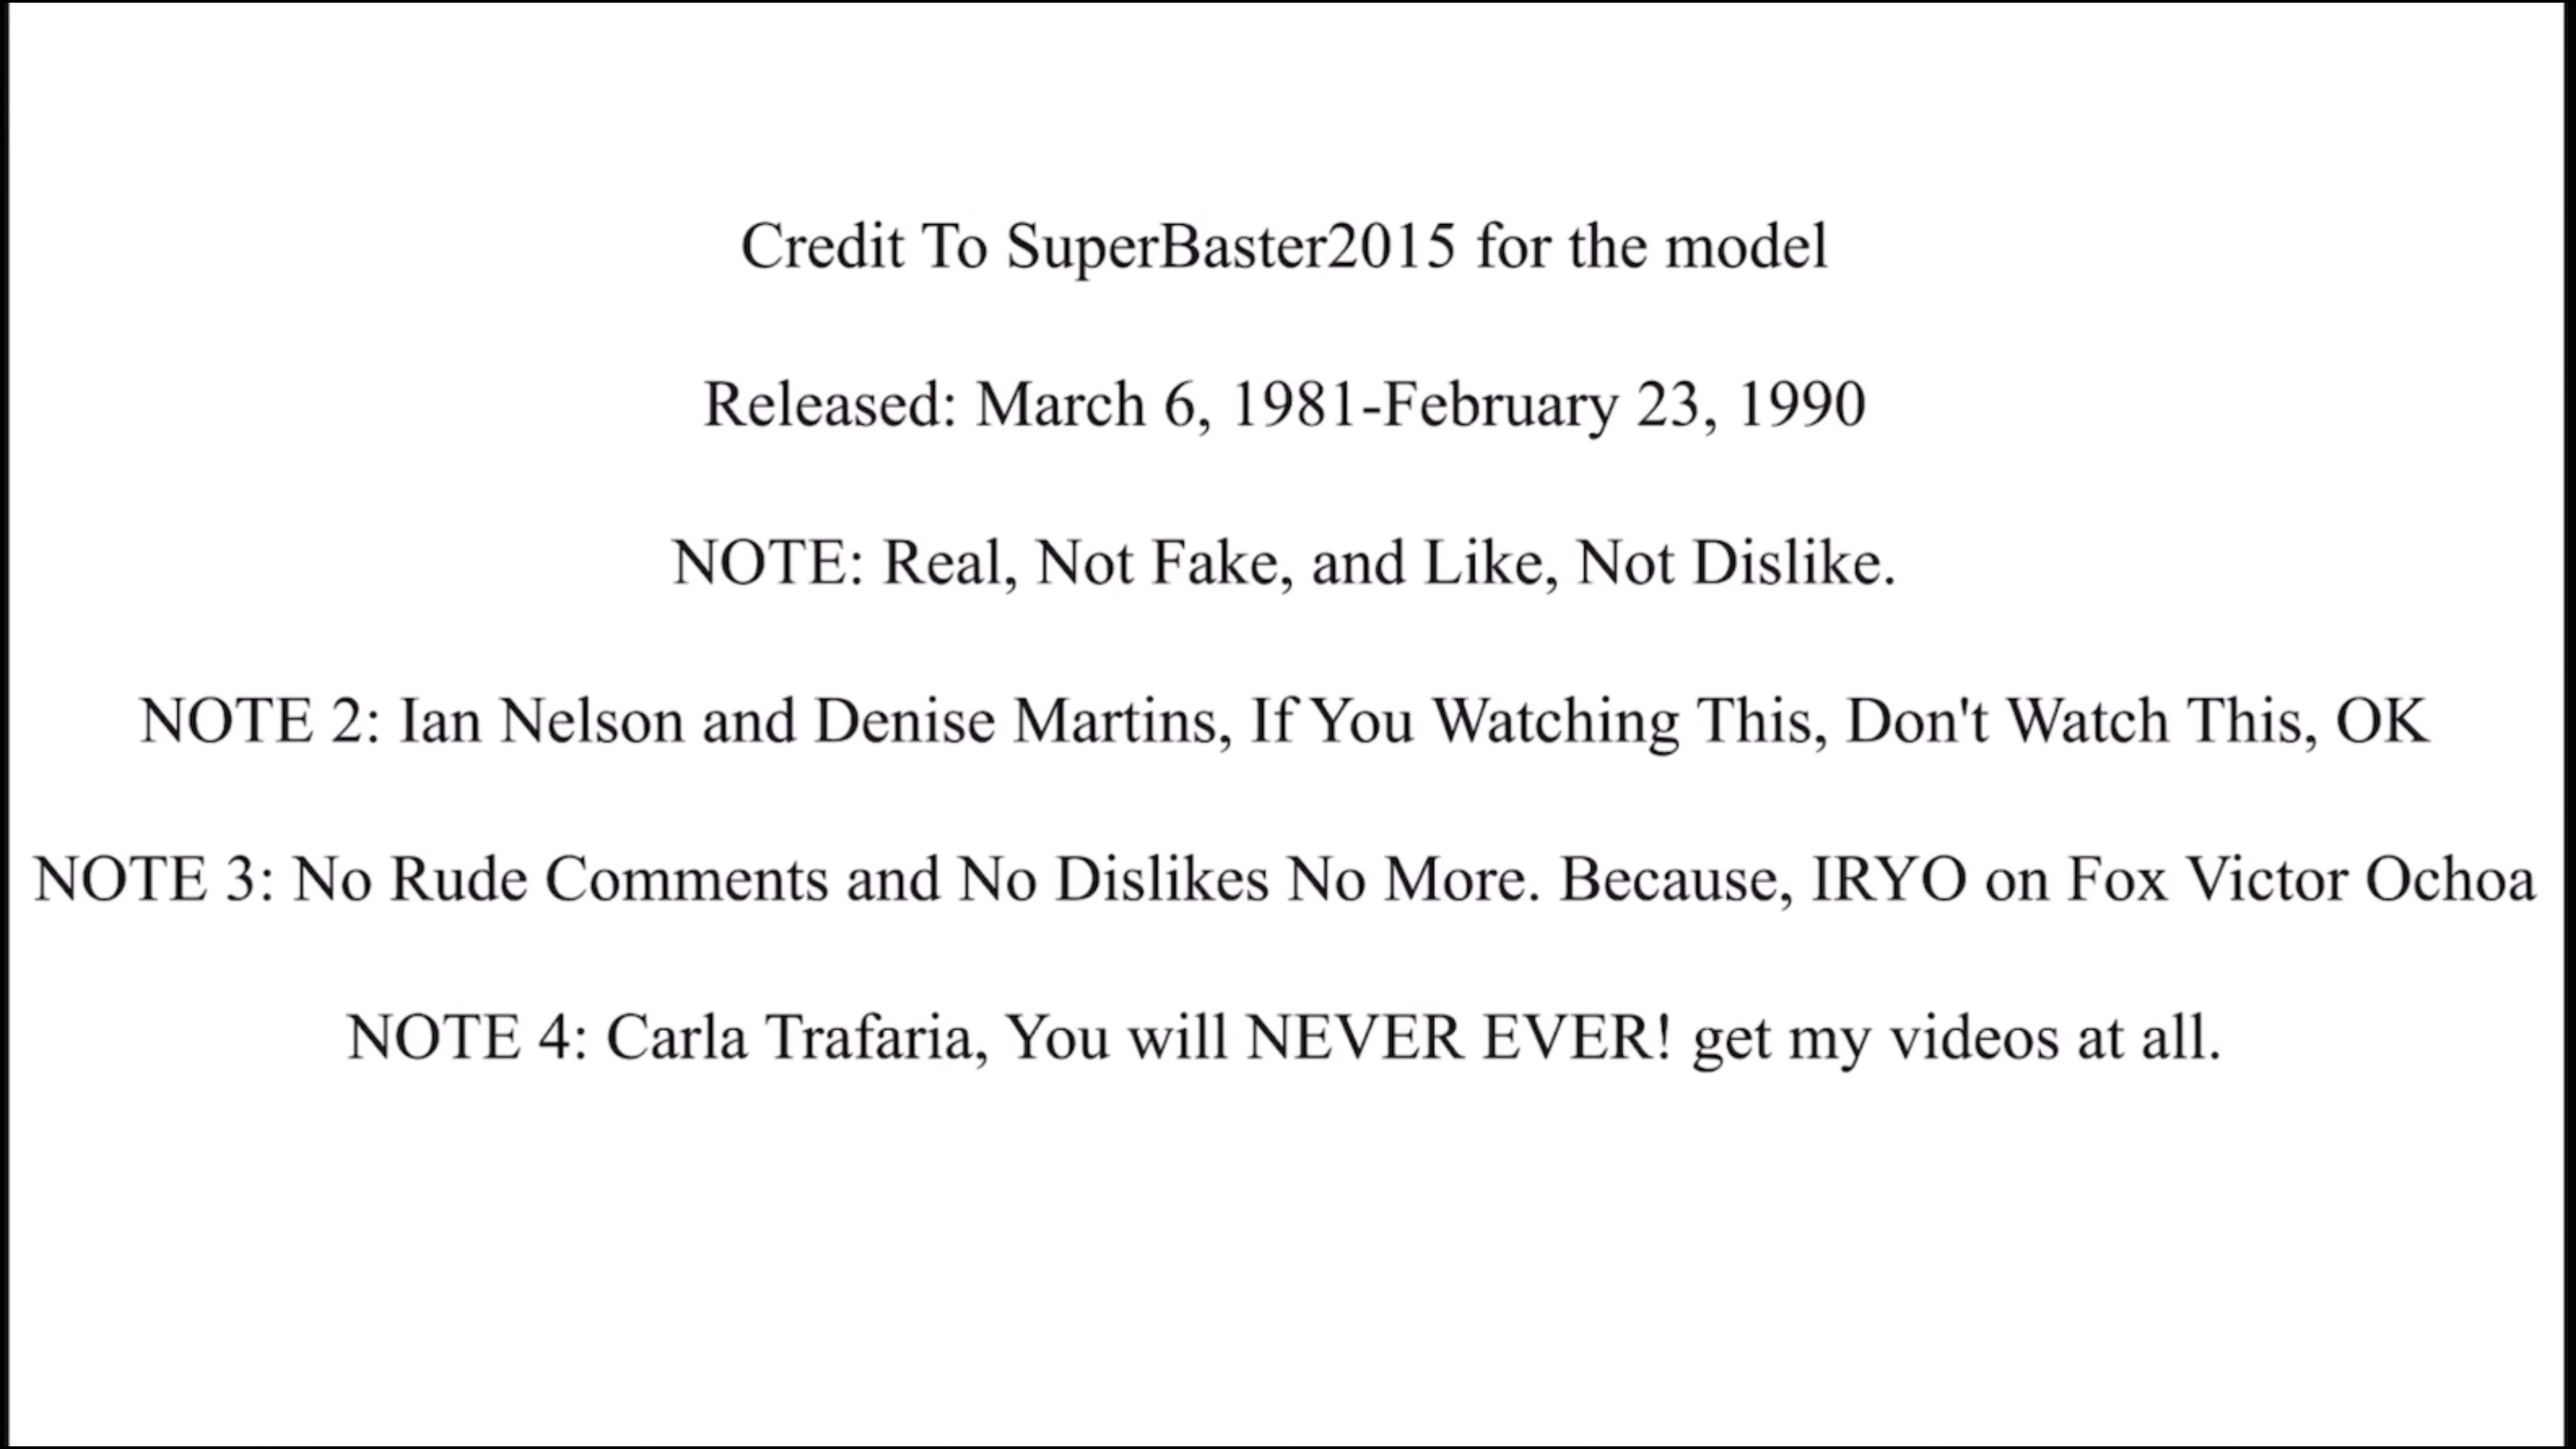 Credit To SuperBaster2015 for the model
Released: March 6, 1981-February 23, 1990
NOTE: Real, Not Fake, and Like, Not Dislike.
NOTE 2: Ian Nelson and Denise Martins, If You Watching This, Don't Watch This, OK
NOTE 3: No Rude Comments and No Dislikes No More. Because, IRYO on Fox Victor Ochoa
NOTE 4: Carla Trafaria, You will NEVER EVER! get my videos at all.